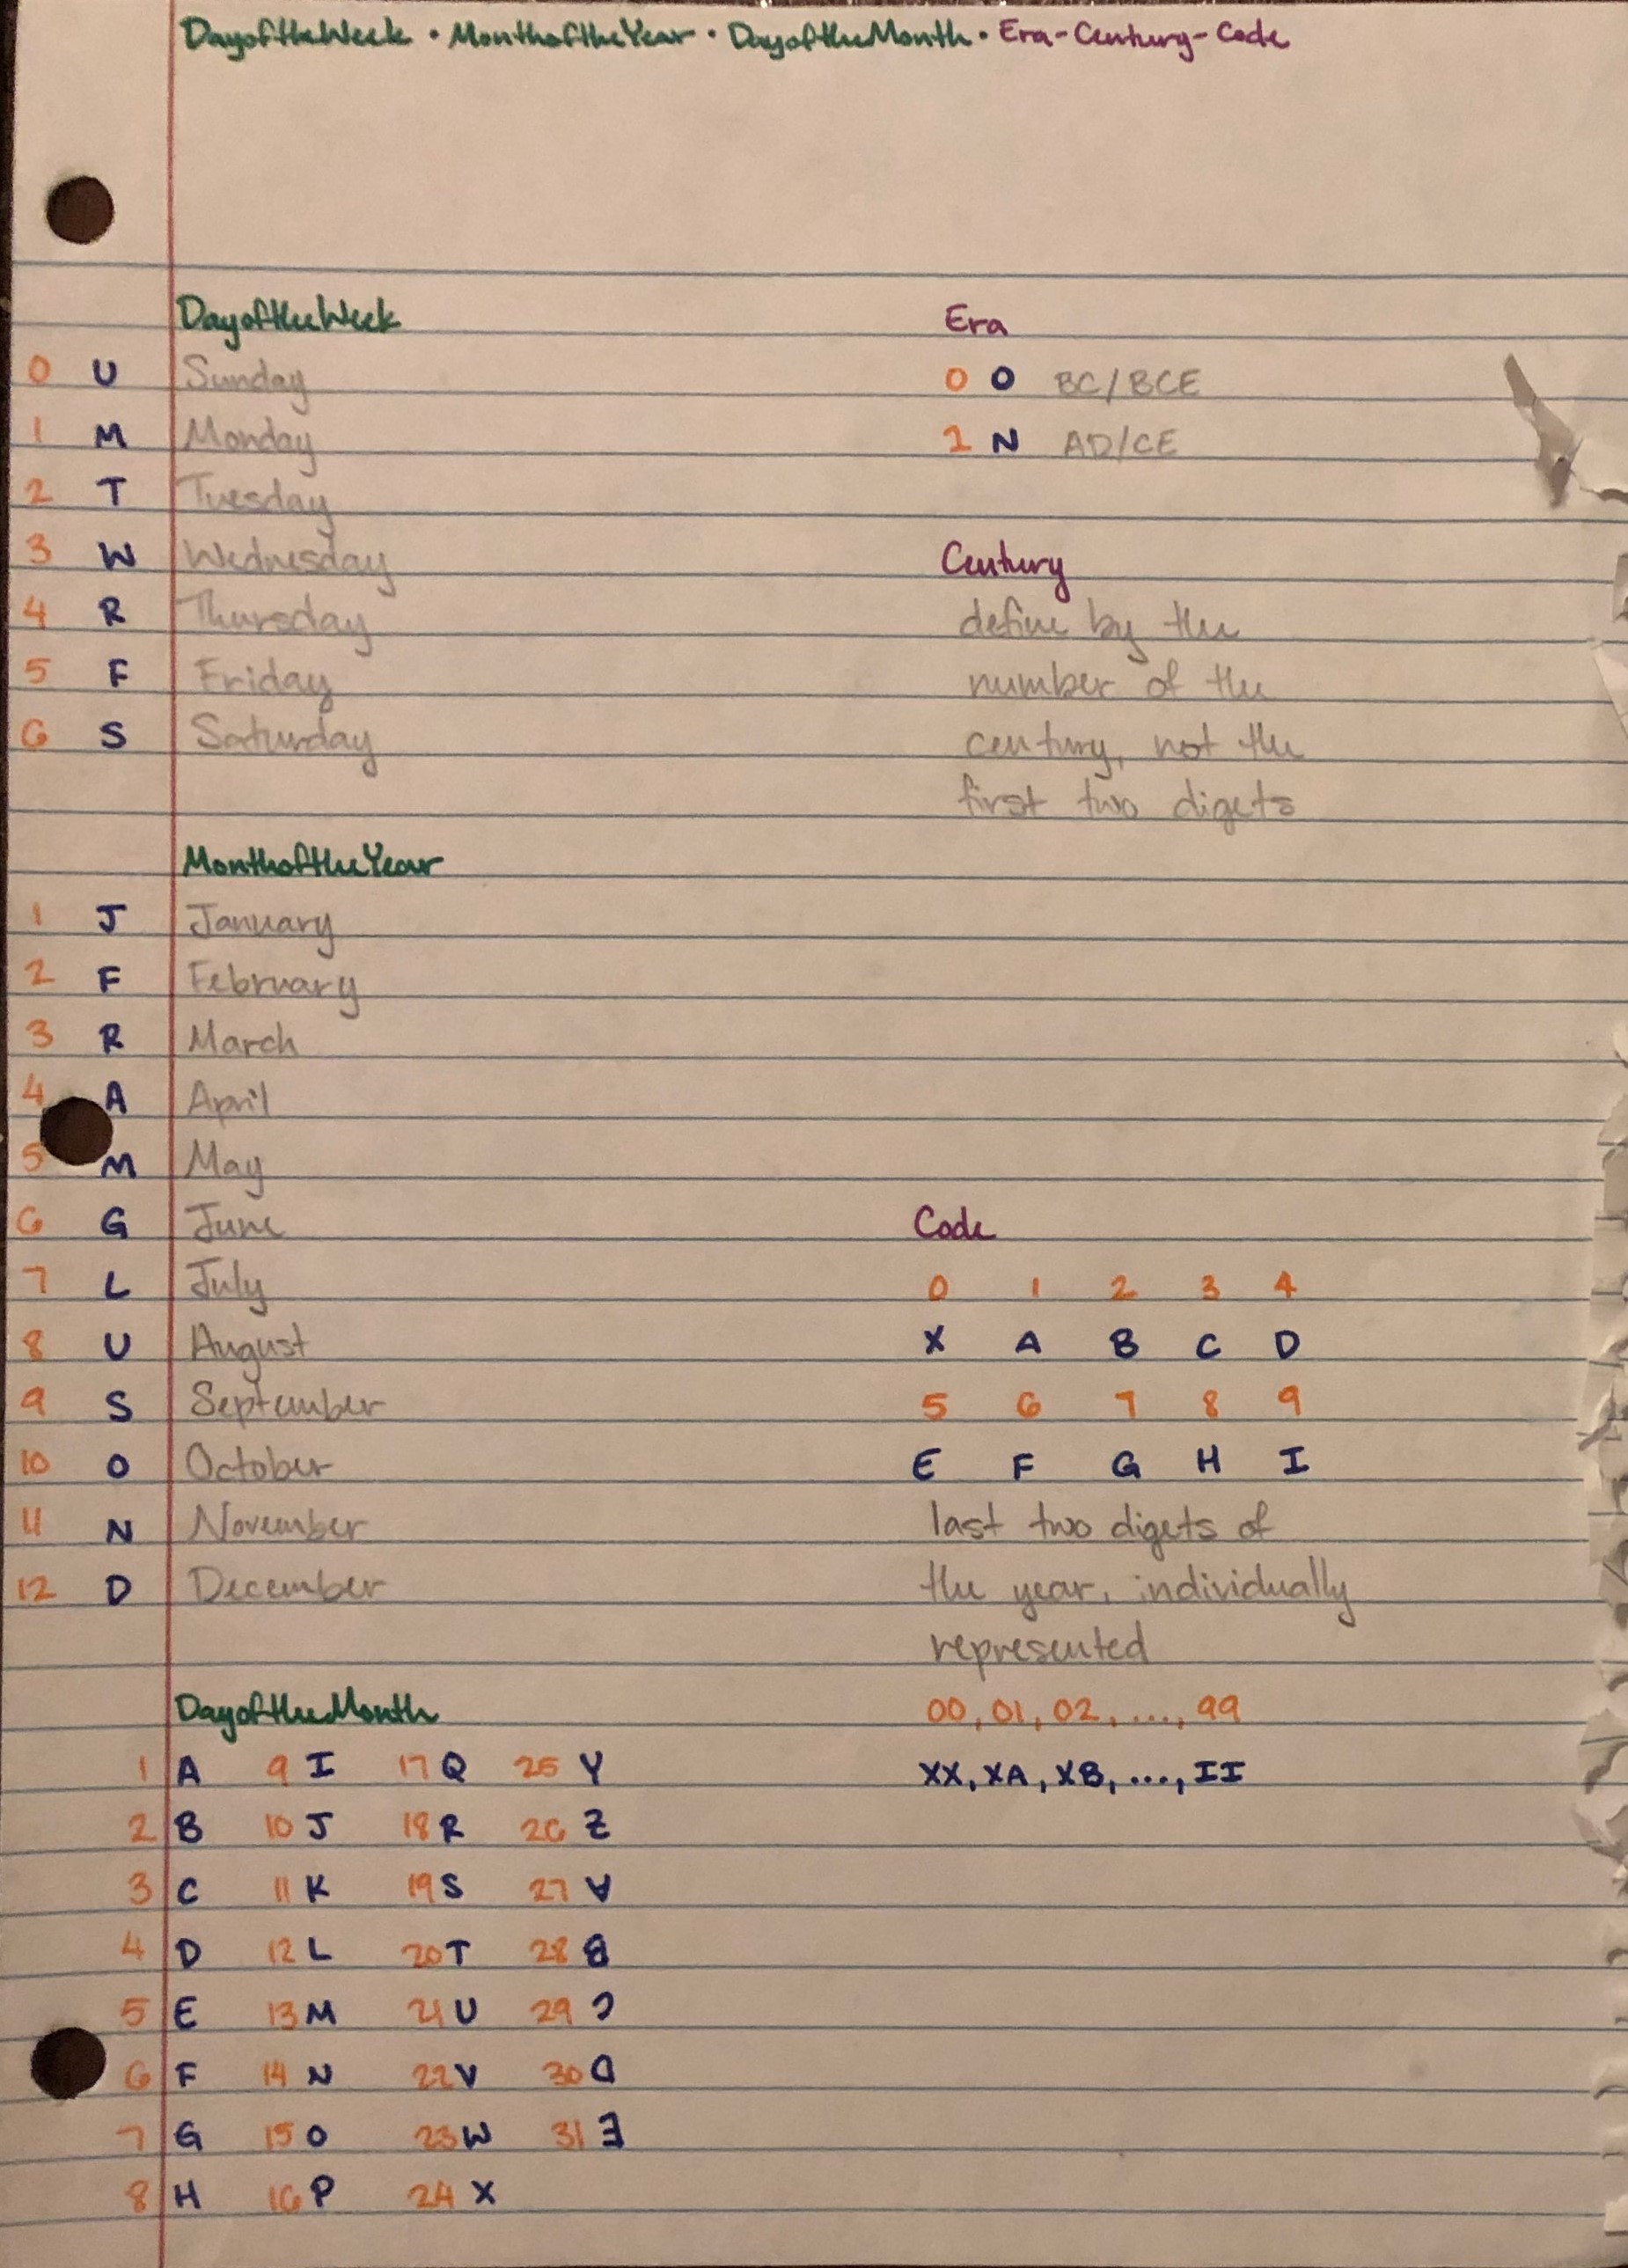 DayoftheWeek · MonthoftheYear · DayoftheMonth · Era-Century-Code
DayoftheWeek
0 U Sunday
1 M Monday
2 T Tuesday
3 W Wednesday
4 R Thursday
5 F Friday
6 S Saturday
MonthoftheYear
1 J January
2 F February
3 R March
4 A April
5 M May
6 G June
7 L July
8 U August
9 S September
10 O October
11 N November
12 D December
DayoftheMonth
1 A 9 I 17 Q 25 Y
2 B 10 J 18 R 26 Z
3 C 11 K 19 S 27 ∀
4 D 12 L 20 T 28 B
5 E 13 M 21 U 29 Ɔ
6 F 14 N 22 V 30 D
7 G 15 O 23 W 31 Ǝ
8 H 16 P 24 X
Era
0 O BC/BCE
1 N AD/CE
Century
define by the
number of the
century, not the
first two digets
Code
0 1 2 3 4
X A B C D
5 6 7 8 9
E F G H I
last two digets of
the year, individually
represented
00, 01, 02, ..., 99
XX, XA, XB, ..., II